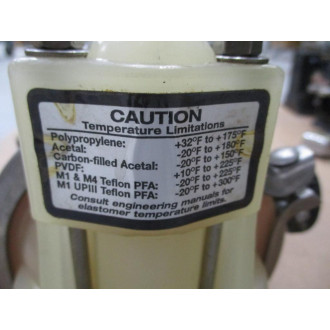 CAUTION
Temperature Limitations
Polypropylene: +32°F to +175°F
Acetal: -20°F to +180°F
Carbon-filled Acetal: -20°F to +150°F
PVDF: +10°F to +225°F
M1 & M4 Teflon PFA: -20°F to +225°F
M1 UPIII Teflon PFA: -20°F to +300°F
Consult engineering manuals for
elastomer temperature limits.